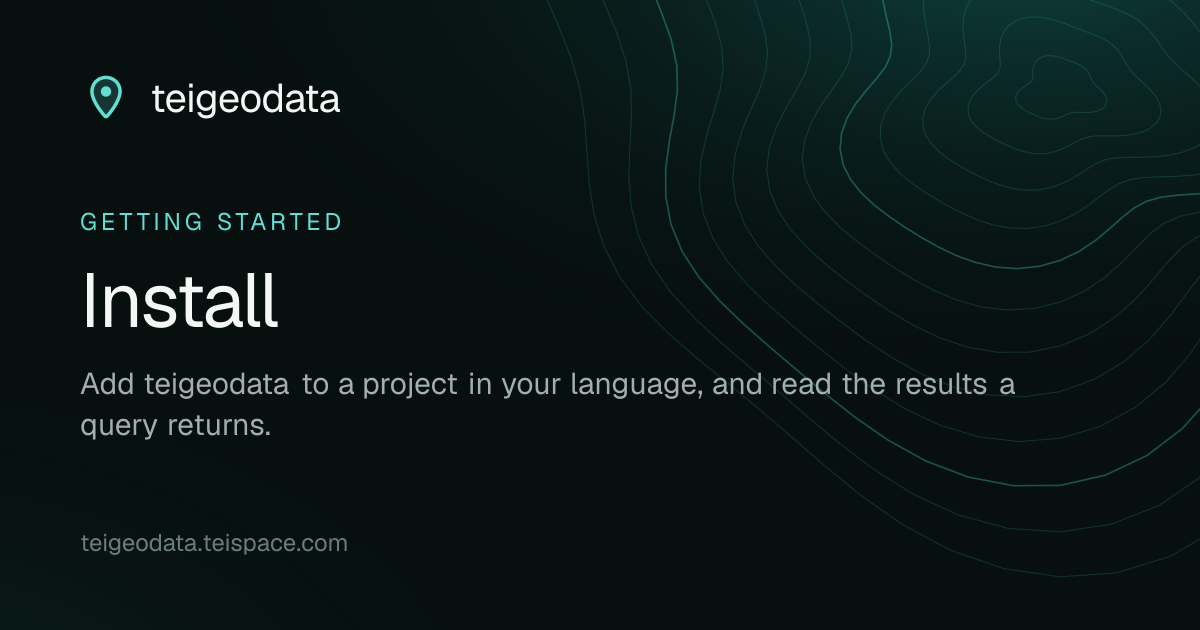 teigeodata
GETTING STARTED
Install
Add teigeodata to a project in your language, and read the results a
query returns.
teigeodata.teispace.com